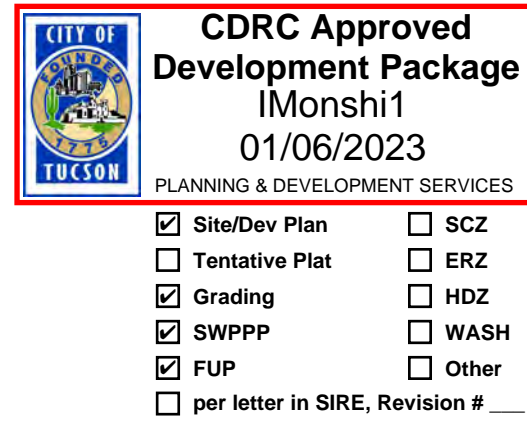 CITY OF
FOUNDED
1775
TUCSON
CDRC Approved
Development Package
IMonshi1
01/06/2023
PLANNING & DEVELOPMENT SERVICES
☑ Site/Dev Plan ☐ SCZ
☐ Tentative Plat ☐ ERZ
☑ Grading ☐ HDZ
☑ SWPPP ☐ WASH
☑ FUP ☐ Other
☐ per letter in SIRE, Revision # ___